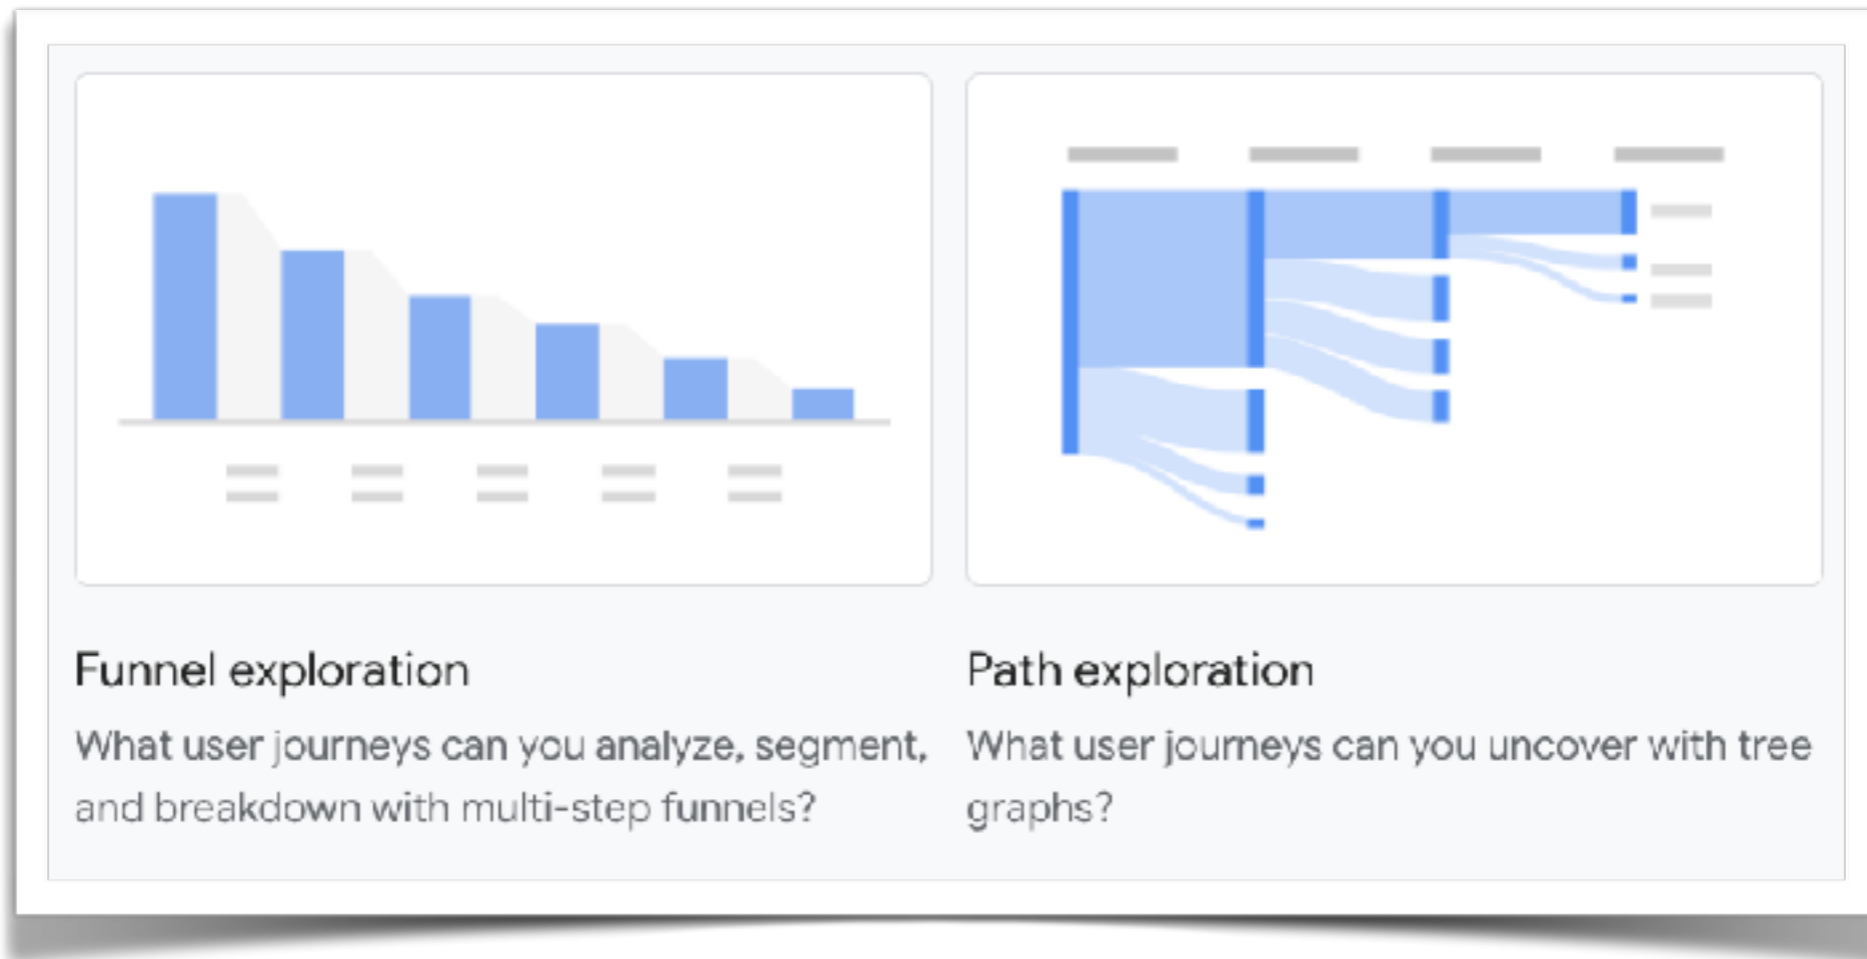 Funnel exploration
What user journeys can you analyze, segment,
and breakdown with multi-step funnels?
Path exploration
What user journeys can you uncover with tree
graphs?